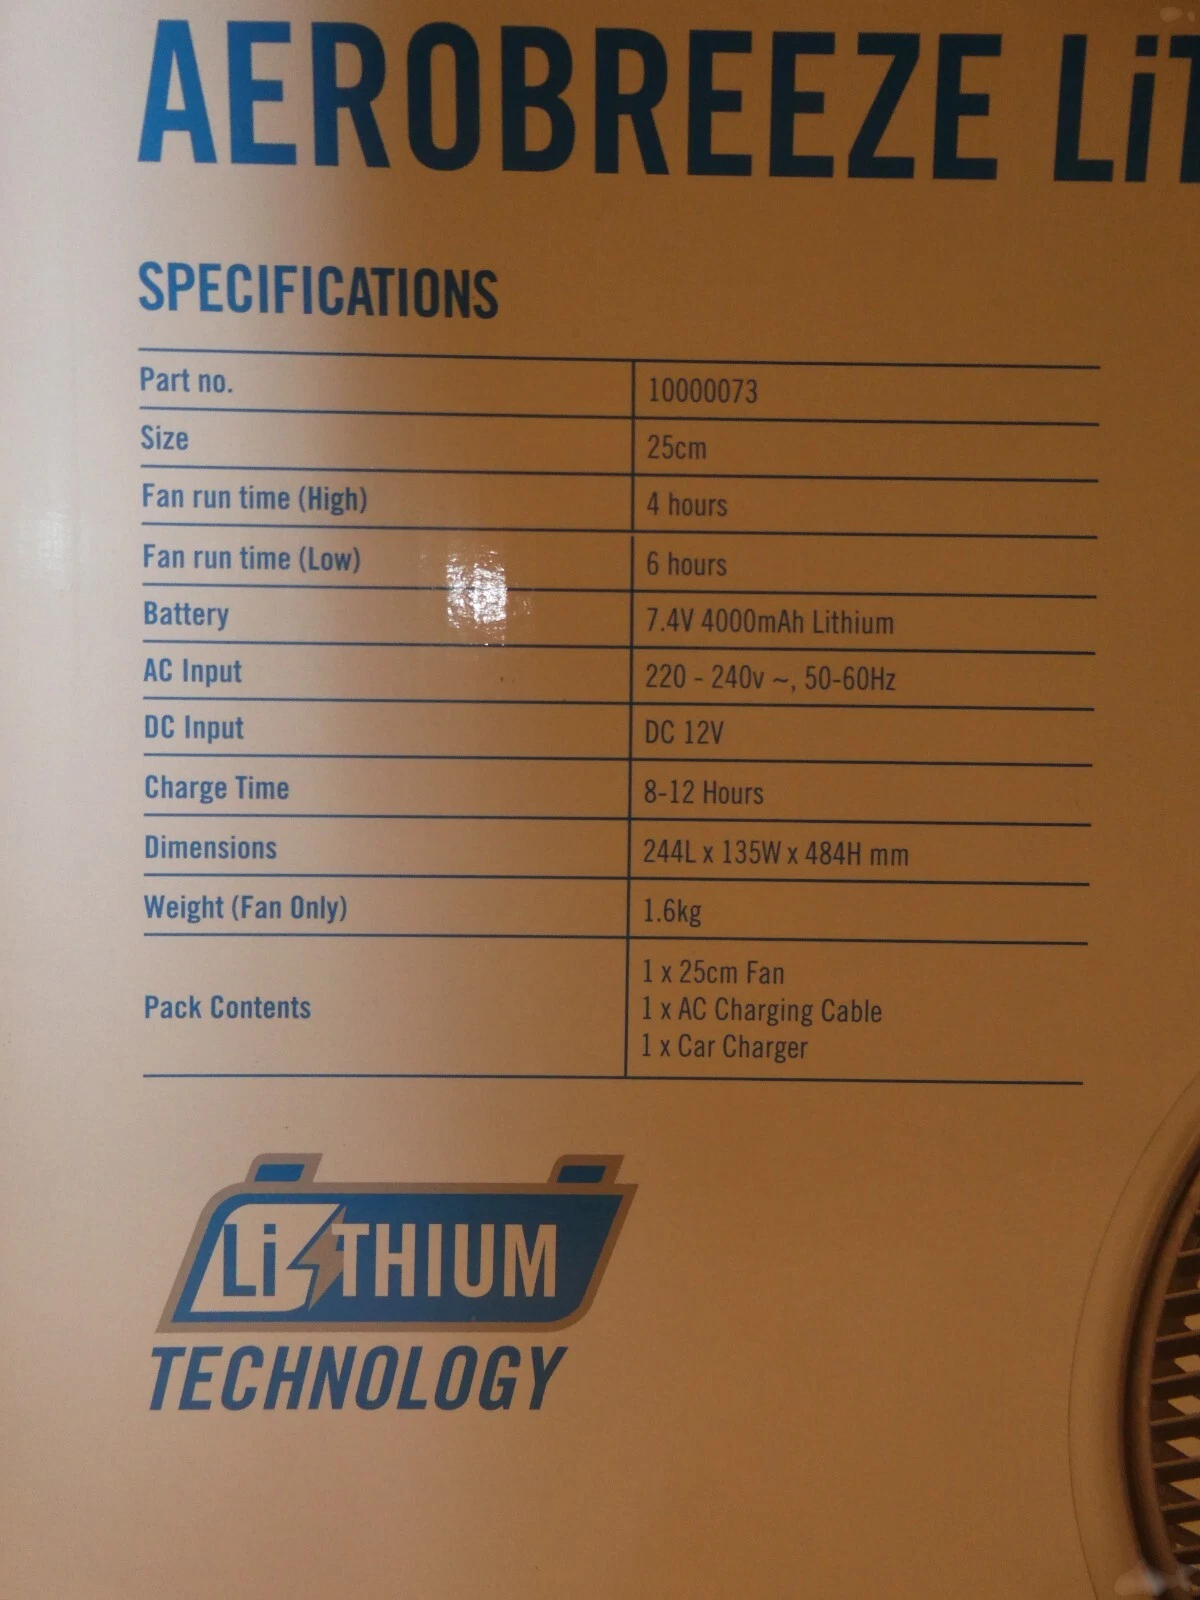 AEROBREEZE Li
SPECIFICATIONS
Part no. 10000073
Size 25cm
Fan run time (High) 4 hours
Fan run time (Low) 6 hours
Battery 7.4V 4000mAh Lithium
AC Input 220 - 240v ~, 50-60Hz
DC Input DC 12V
Charge Time 8-12 Hours
Dimensions 244L x 135W x 484H mm
Weight (Fan Only) 1.6kg
Pack Contents
1 x 25cm Fan
1 x AC Charging Cable
1 x Car Charger
LiTHIUM
TECHNOLOGY